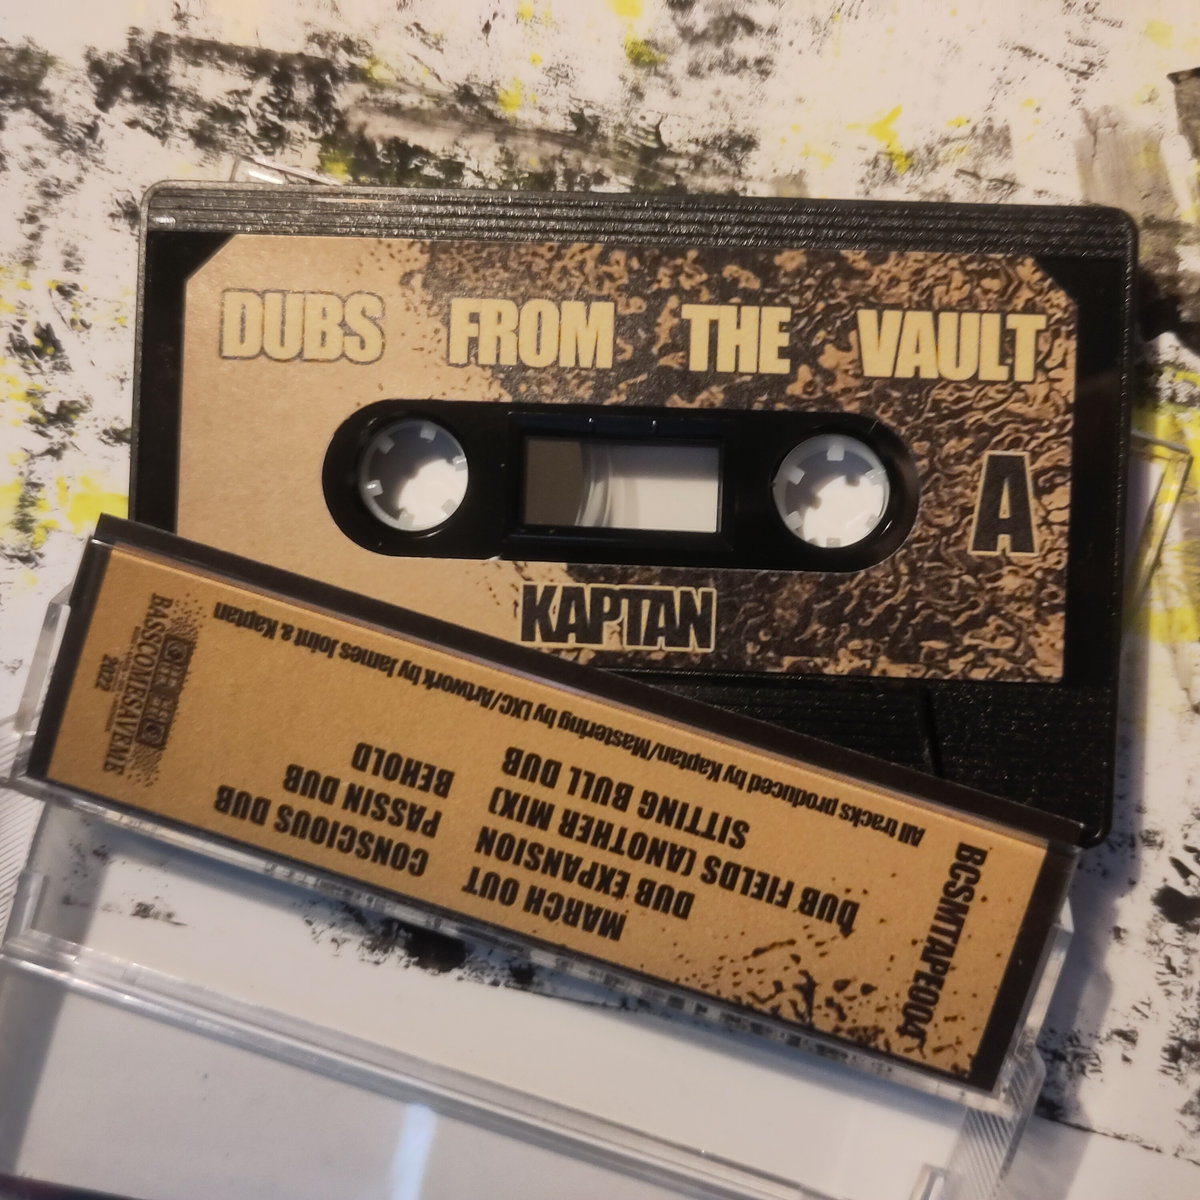 DUBS FROM THE VAULT
A
KAPTAN
BCSMTAPE004
MARCH OUT
DUB EXPANSION
DUB FIELDS (ANOTHER MIX)
SITTING BULL DUB
CONSCIOUS DUB
PASSIN DUB
BEHOLD
All tracks produced by Kaptan/Mastering by LXC/Artwork by James Joint & Kaptan
BASSCOMESAVEME
2022